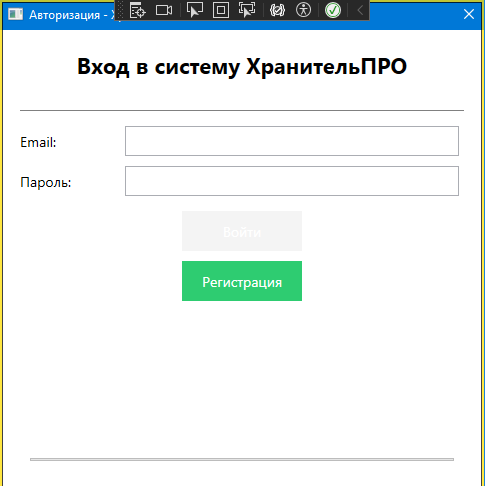 Авторизация - Х
Вход в систему ХранительПРО
Email:
Пароль:
Войти
Регистрация